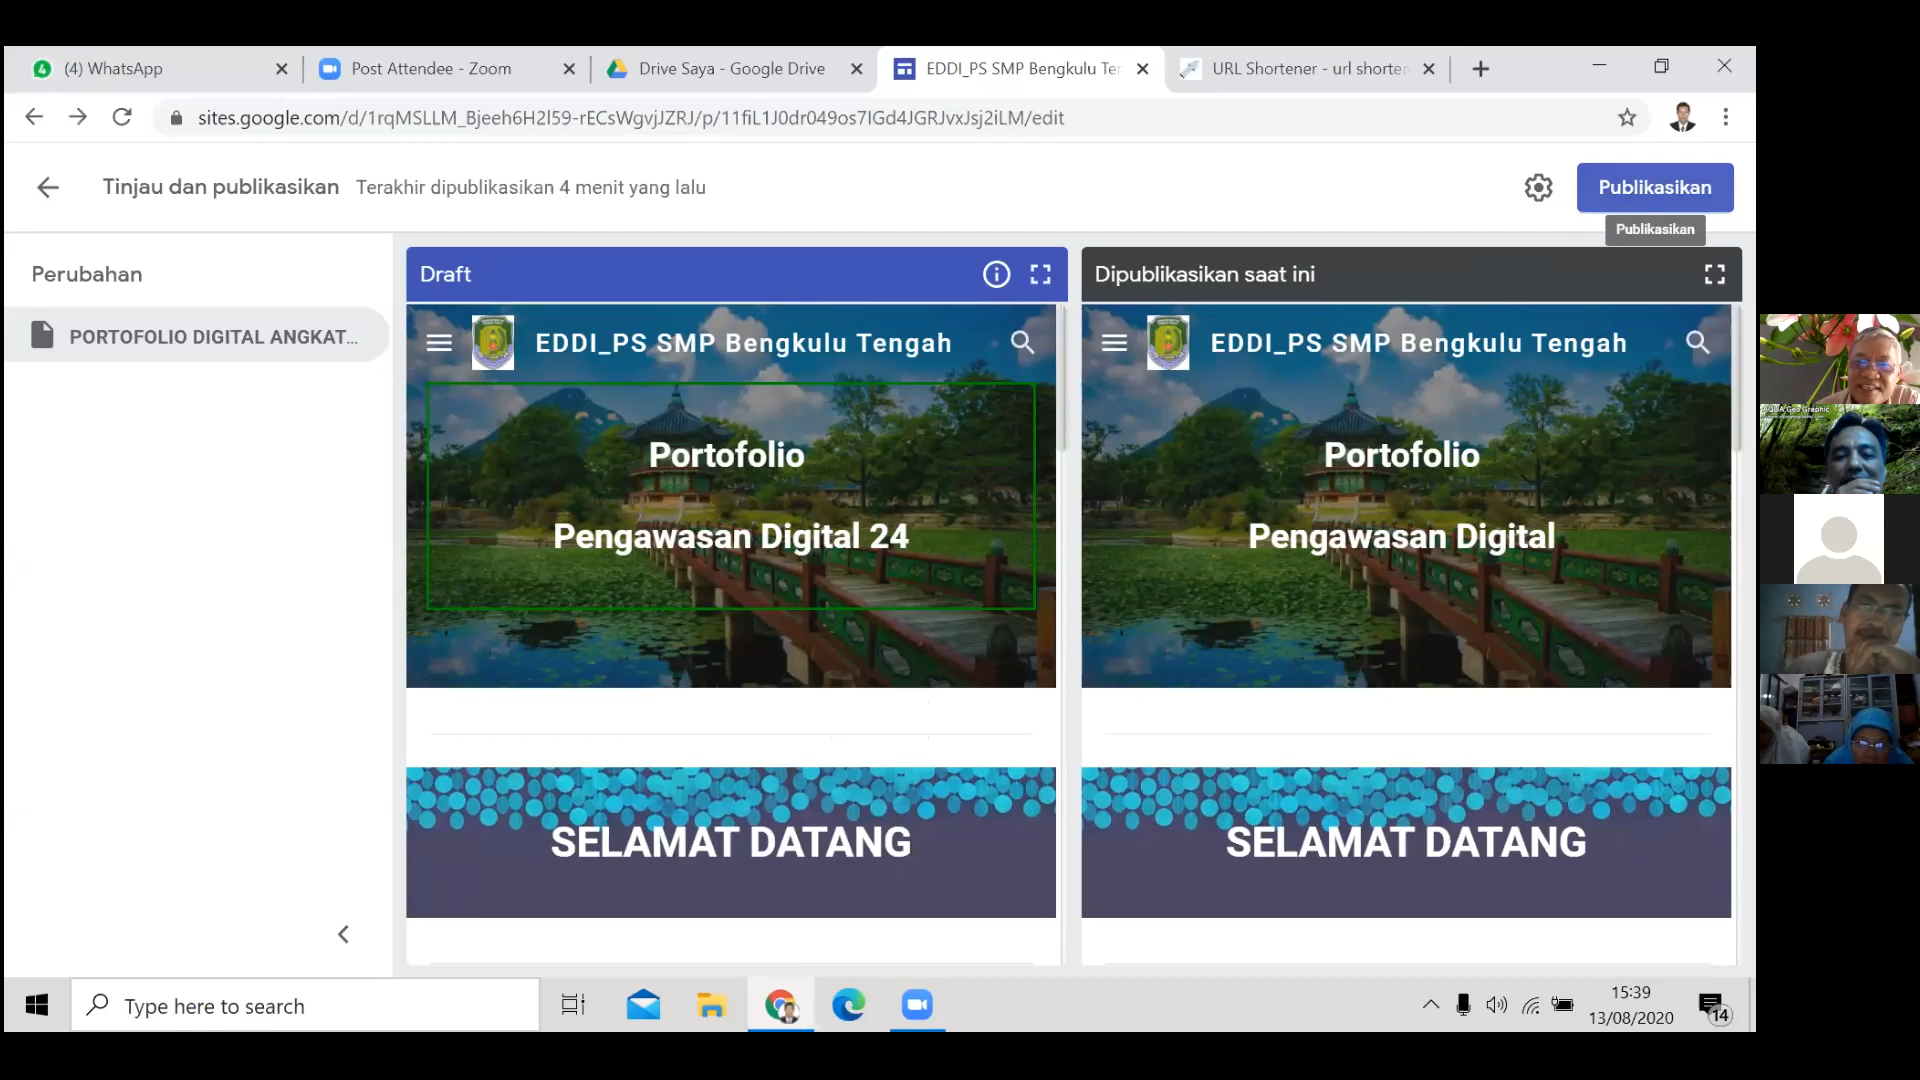 (4) WhatsApp
Post Attendee - Zoom
Drive Saya - Google Drive
EDDI_PS SMP Bengkulu Ter
URL Shortener - url shorten
sites.google.com/d/1rqMSLLM_Bjeeh6H2l59-rECsWgvjJZRJ/p/11fiL1J0dr049os7IGd4JGRJvxJsj2iLM/edit
Tinjau dan publikasikan
Terakhir dipublikasikan 4 menit yang lalu
Publikasikan
Publikasikan
Perubahan
PORTOFOLIO DIGITAL ANGKAT...
Draft
EDDI_PS SMP Bengkulu Tengah
Portofolio
Pengawasan Digital 24
SELAMAT DATANG
Dipublikasikan saat ini
EDDI_PS SMP Bengkulu Tengah
Portofolio
Pengawasan Digital
SELAMAT DATANG
Type here to search
15:39
13/08/2020
14